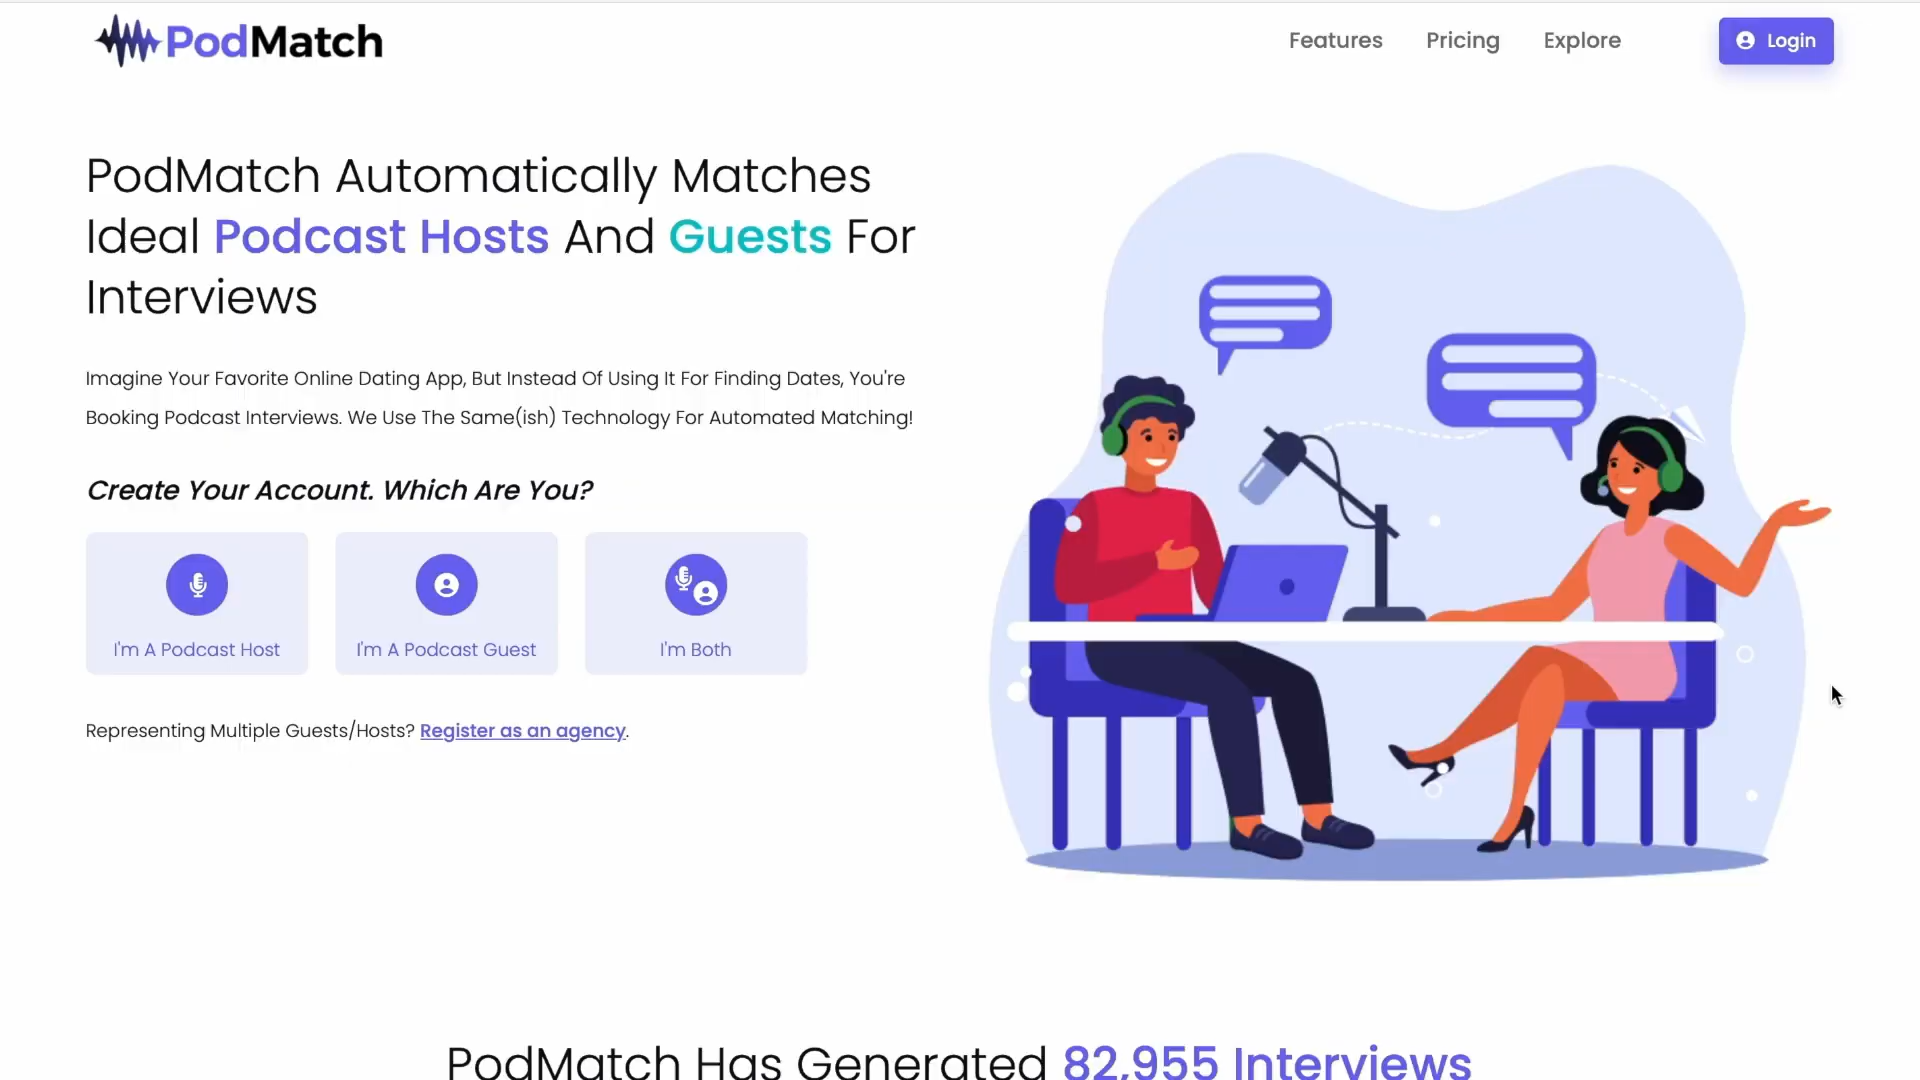 PodMatch
Features
Pricing
Explore
Login
PodMatch Automatically Matches
Ideal Podcast Hosts And Guests For
Interviews
Imagine Your Favorite Online Dating App, But Instead Of Using It For Finding Dates, You're
Booking Podcast Interviews. We Use The Same(ish) Technology For Automated Matching!
Create Your Account. Which Are You?
I'm A Podcast Host
I'm A Podcast Guest
I'm Both
Representing Multiple Guests/Hosts? Register as an agency.
PodMatch Has Generated 82,955 Interviews